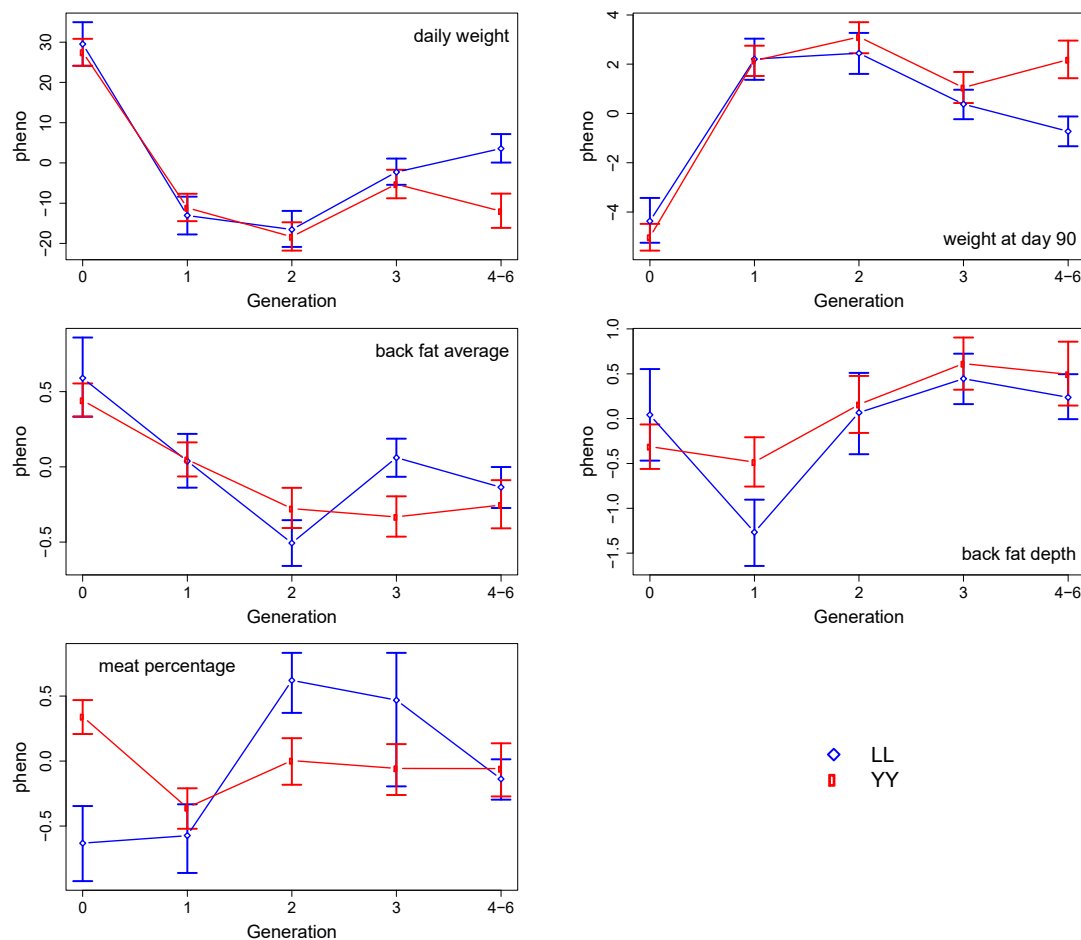 daily weight
pheno
30
20
10
0
−10
−20
0 1 2 3 4−6
Generation
weight at day 90
pheno
4
2
0
−2
−4
0 1 2 3 4−6
Generation
back fat average
pheno
0.5
0.0
−0.5
0 1 2 3 4−6
Generation
back fat depth
pheno
1.0
0.5
0.0
−0.5
−1.0
−1.5
0 1 2 3 4−6
Generation
meat percentage
pheno
0.5
0.0
−0.5
0 1 2 3 4−6
Generation
LL
YY